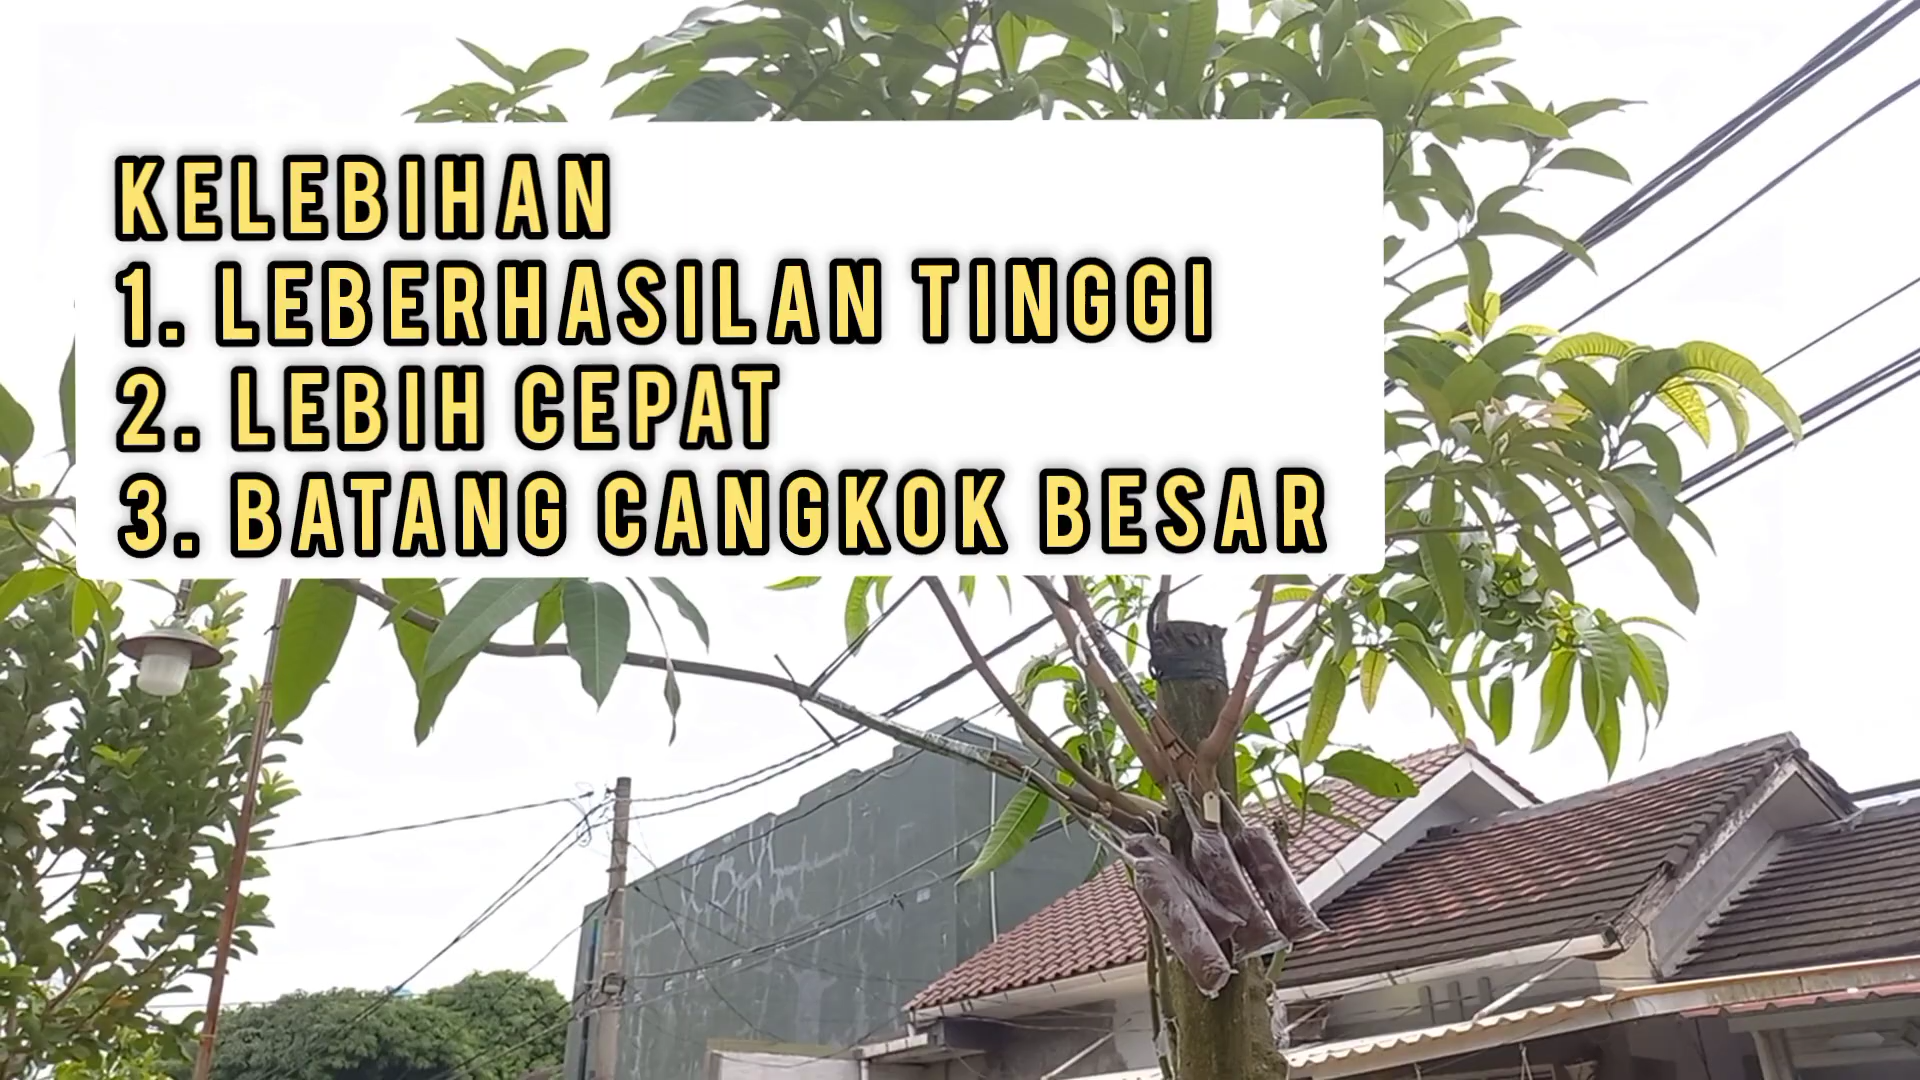 KELEBIHAN
1. LEBERHASILAN TINGGI
2. LEBIH CEPAT
3. BATANG CANGKOK BESAR